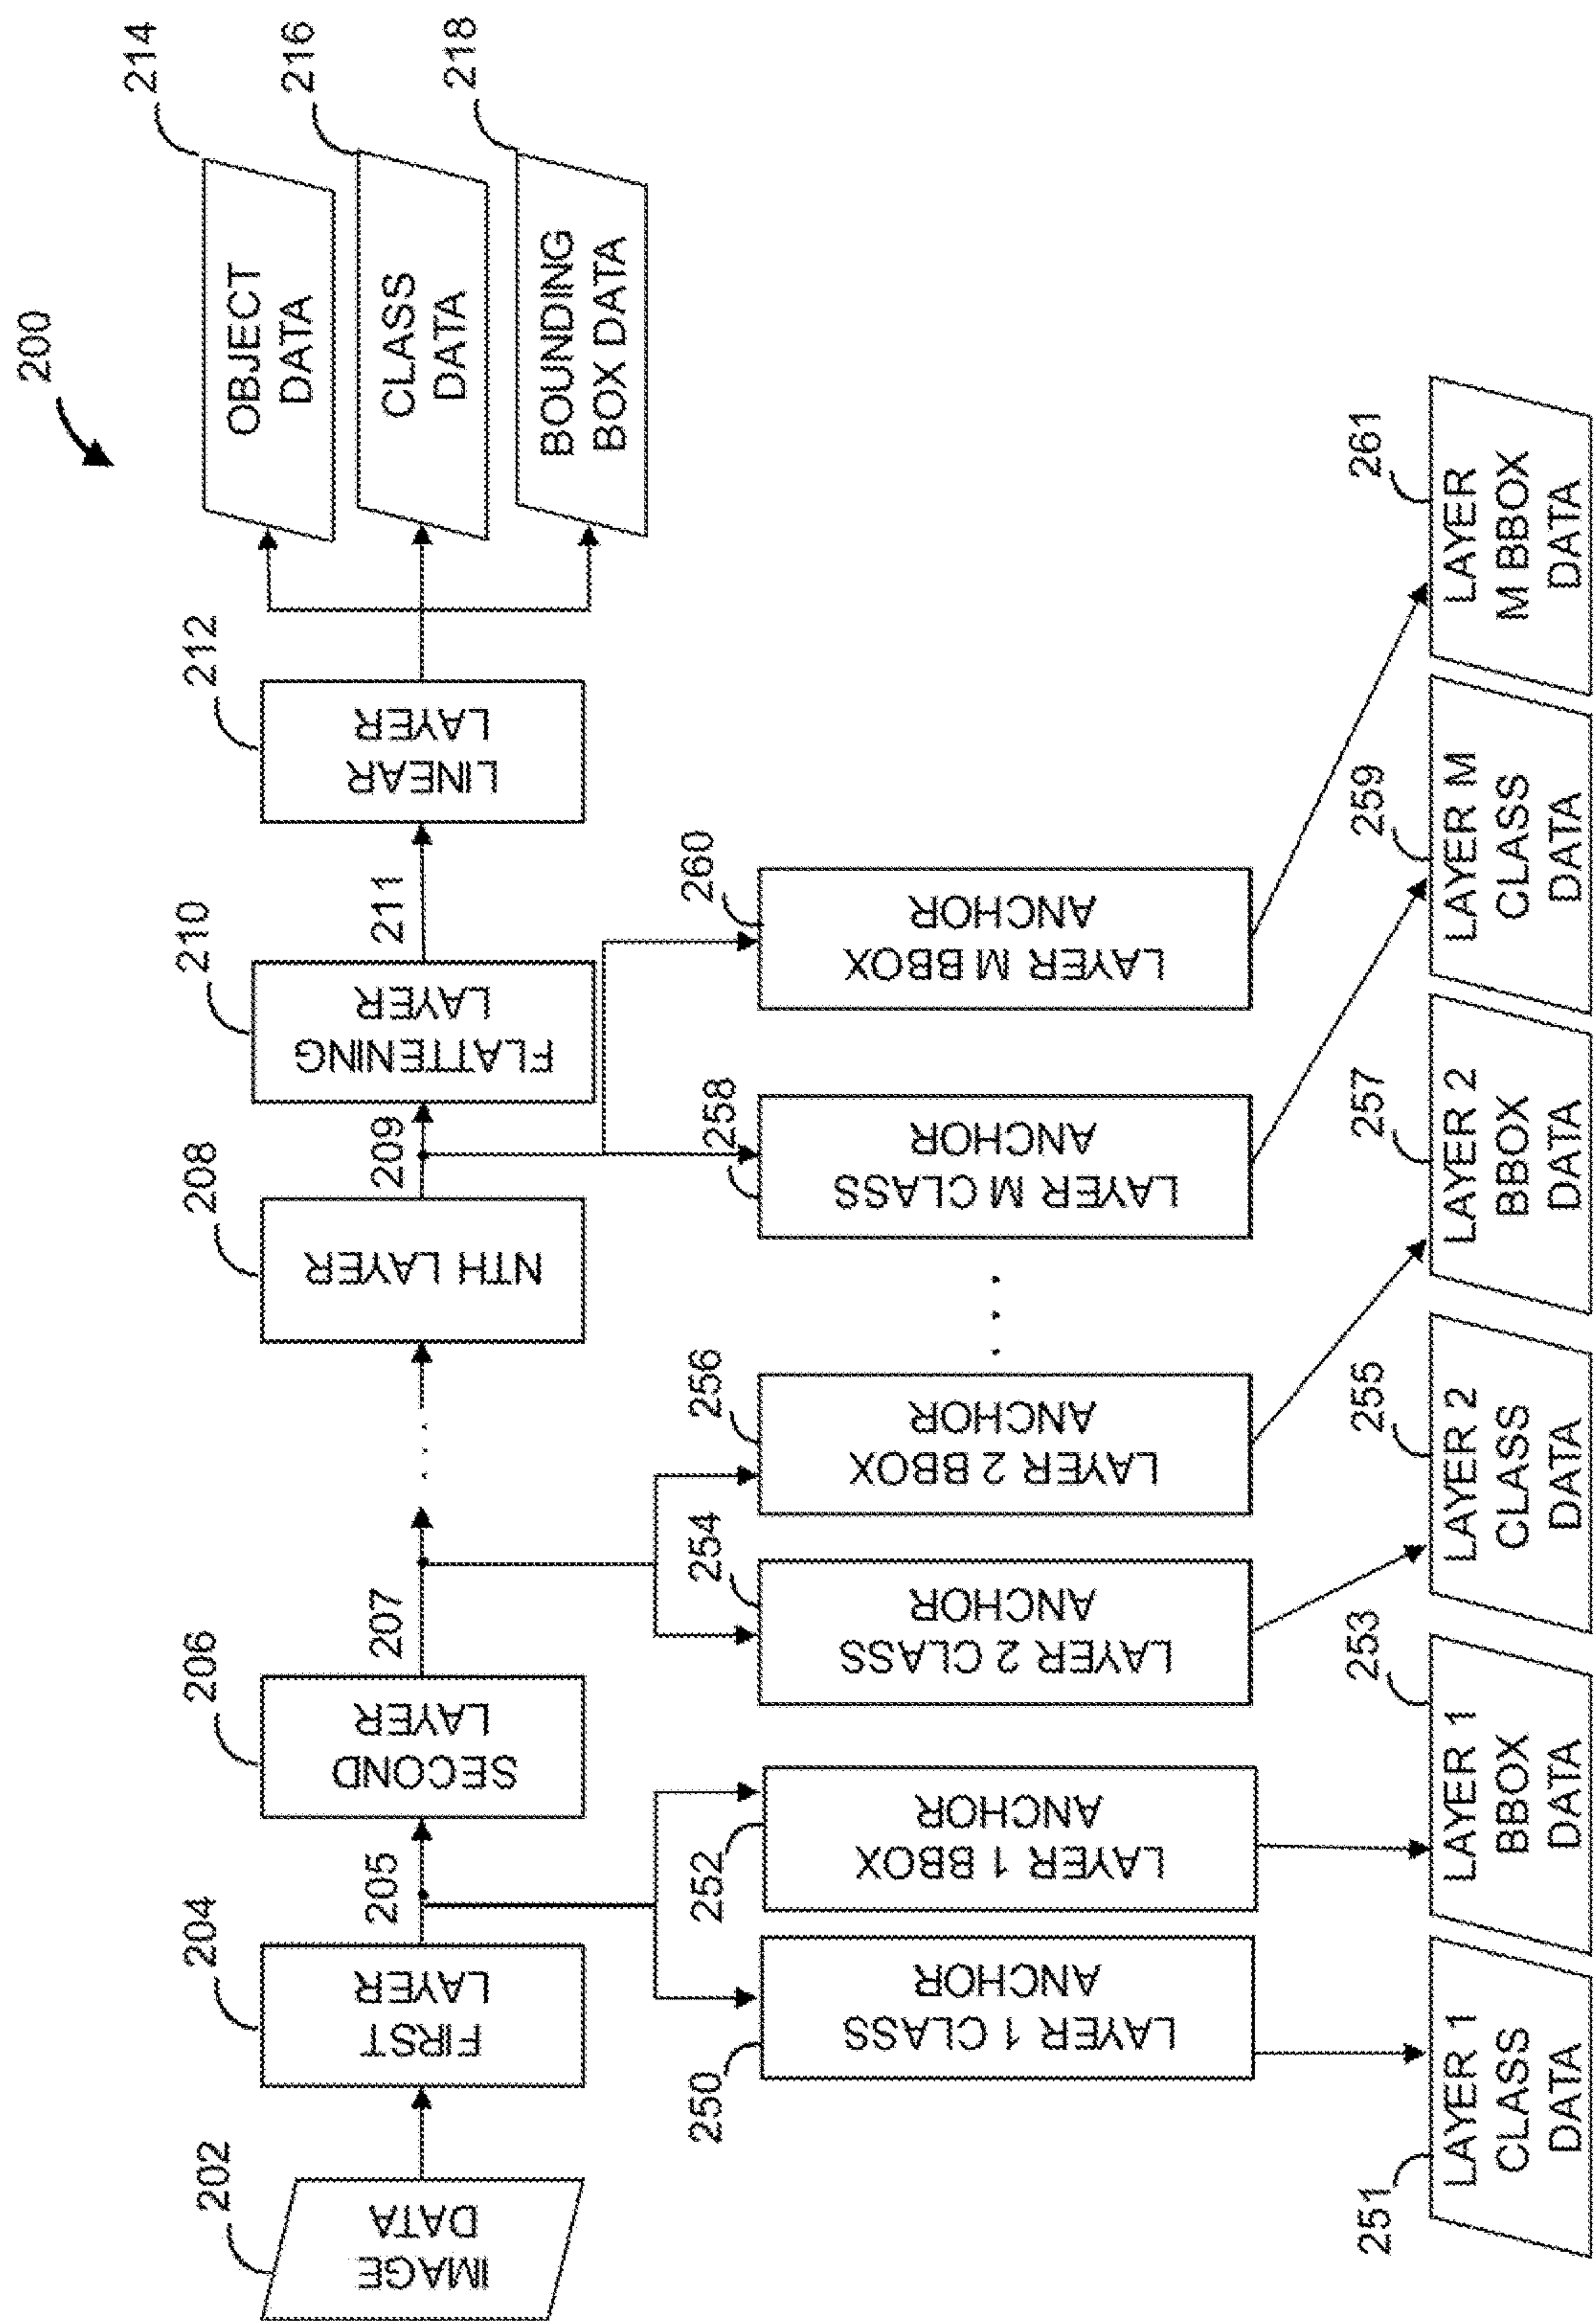 200
202
IMAGE
DATA
204
FIRST
LAYER
205
206
SECOND
LAYER
207
. . .
208
NTH LAYER
209
210
FLATTENING
LAYER
211
212
LINEAR
LAYER
214
OBJECT
DATA
216
CLASS
DATA
218
BOUNDING
BOX DATA
250
LAYER 1 CLASS
ANCHOR
252
LAYER 1 BBOX
ANCHOR
254
LAYER 2 CLASS
ANCHOR
256
LAYER 2 BBOX
ANCHOR
. . .
258
LAYER M CLASS
ANCHOR
260
LAYER M BBOX
ANCHOR
251
LAYER 1
CLASS
DATA
253
LAYER 1
BBOX
DATA
255
LAYER 2
CLASS
DATA
257
LAYER 2
BBOX
DATA
259
LAYER M
CLASS
DATA
261
LAYER
M BBOX
DATA